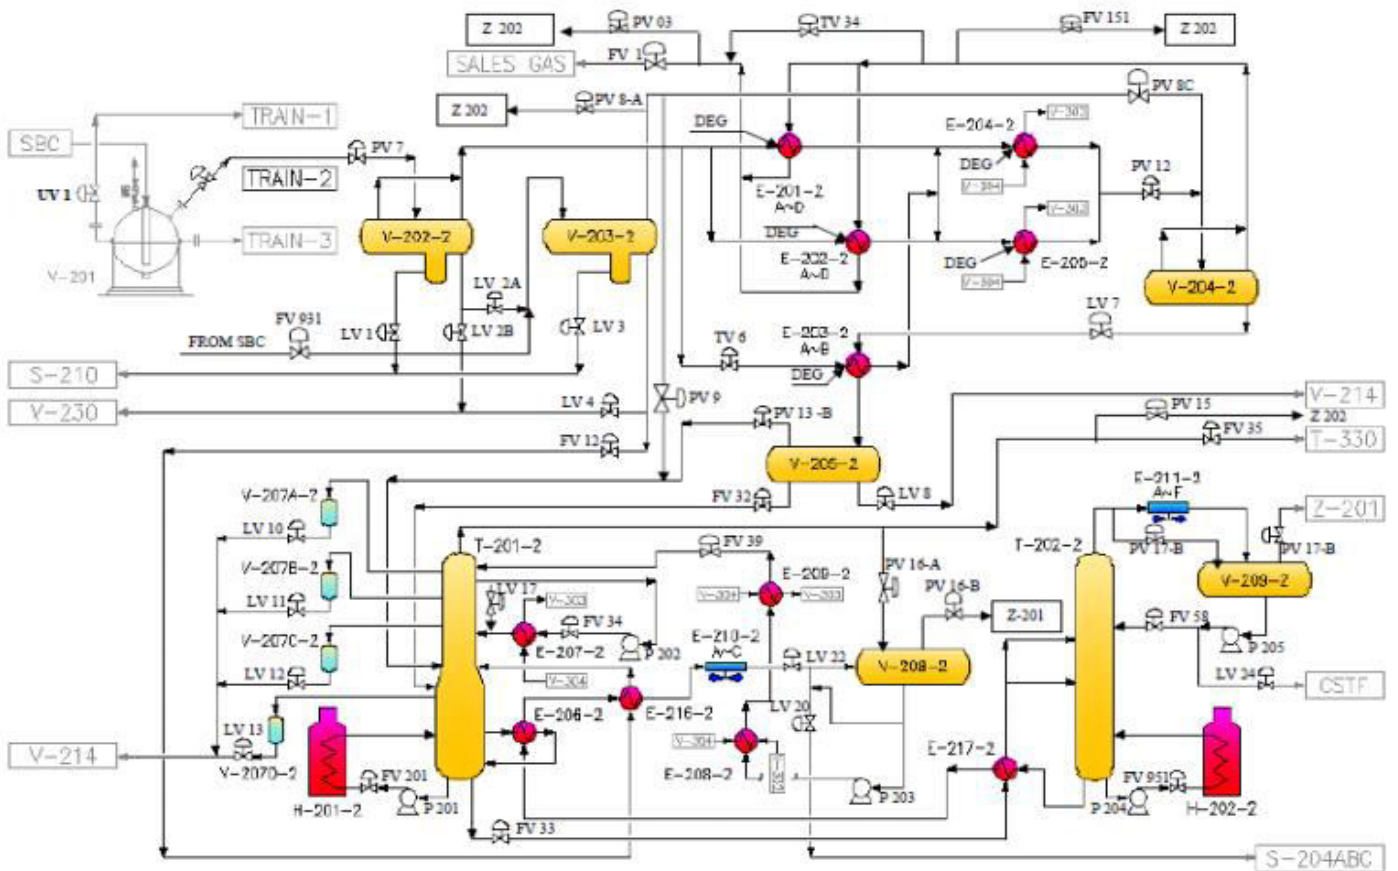 Z 202
PV 03
TV 34
FV 151
Z 202
SALES GAS
FV 1
PV 8-A
PV 8C
Z 202
TRAIN-1
SBC
DEG
E-204-2
V-302
PV 7
DEG
UV 1
TRAIN-2
V-304
PV 12
E-201-2
A~D
V-302
V-202-2
V-203-2
DEG
TRAIN-3
E-202-2
A~D
DEG
E-205-2
V-201
V-304
V-204-2
LV 2A
LV 7
FV 931
LV 1
LV 2B
LV 3
E-203-2
A~B
FROM SBC
TV 6
DEG
S-210
V-214
PV 9
V-230
LV 4
PV 13 -B
PV 15
Z 202
FV 12
FV 35
T-330
V-205-2
V-207A-2
E-211-2
A~F
FV 32
LV 8
LV 10
Z-201
T-201-2
FV 39
T-202-2
PV 17-B
PV 17-B
V-207B-2
PV 16-A
E-209-2
PV 16-B
V-209-2
LV 17
V-303
LV 11
Z-201
FV 34
FV 58
V-207C-2
E-210-2
A~C
P 205
E-207-2
P 202
LV 22
V-208-2
LV 12
V-304
LV 24
CSTF
E-206-2
E-216-2
LV 20
LV 13
V-304
V-214
E-217-2
V-207D-2
FV 201
E-208-2
FV 951
H-201-2
P 201
P 203
P 204
H-202-2
FV 33
S-204ABC